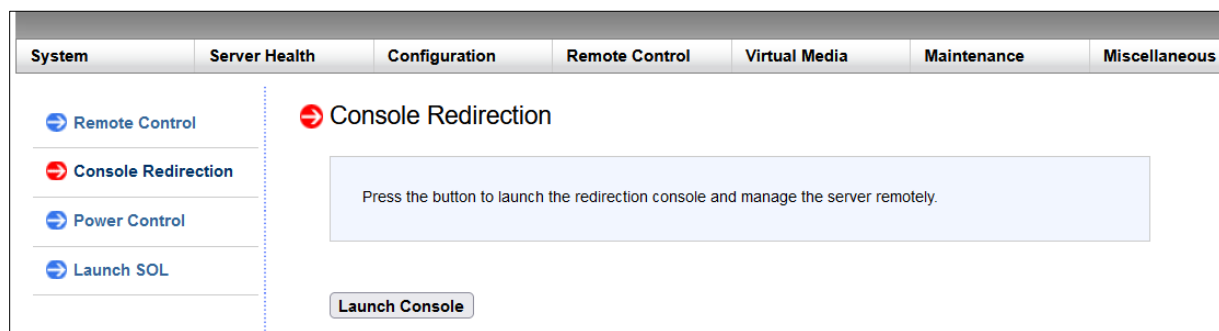 System Server Health Configuration Remote Control Virtual Media Maintenance Miscellaneous
Remote Control
Console Redirection
Power Control
Launch SOL
Console Redirection
Press the button to launch the redirection console and manage the server remotely.
Launch Console